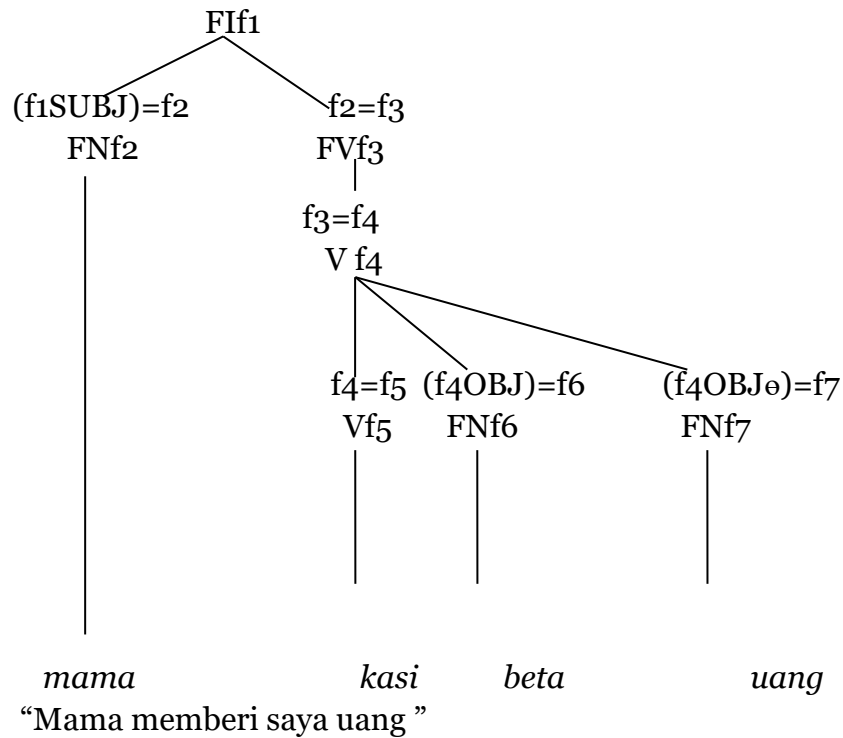 FIf1
(f1SUBJ)=f2 f2=f3
FNf2 FVf3
f3=f4
V f4
f4=f5 (f4OBJ)=f6 (f4OBJɵ)=f7
Vf5 FNf6 FNf7
mama kasi beta uang
“Mama memberi saya uang ”